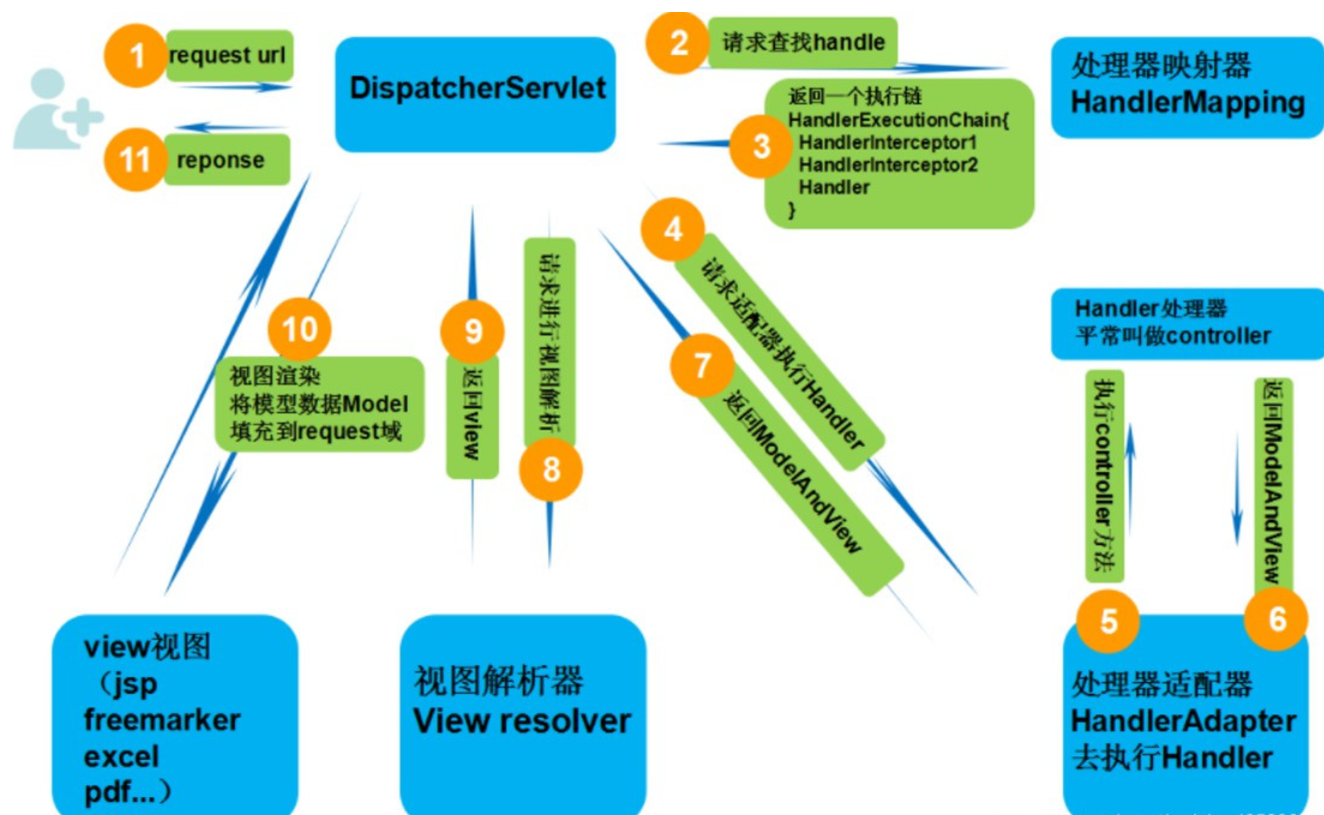 1
request url
DispatcherServlet
2
请求查找handle
处理器映射器
HandlerMapping
3
返回一个执行链
HandlerExecutionChain{
HandlerInterceptor1
HandlerInterceptor2
Handler
}
11
reponse
4
请求适配器执行Handler
7
返回ModelAndView
Handler处理器
平常叫做controller
10
视图渲染
将模型数据Model
填充到request域
9
返回view
请求进行视图解析
8
执行controller方法
5
返回ModelAndView
6
view视图
（jsp
freemarker
excel
pdf...）
视图解析器
View resolver
处理器适配器
HandlerAdapter
去执行Handler